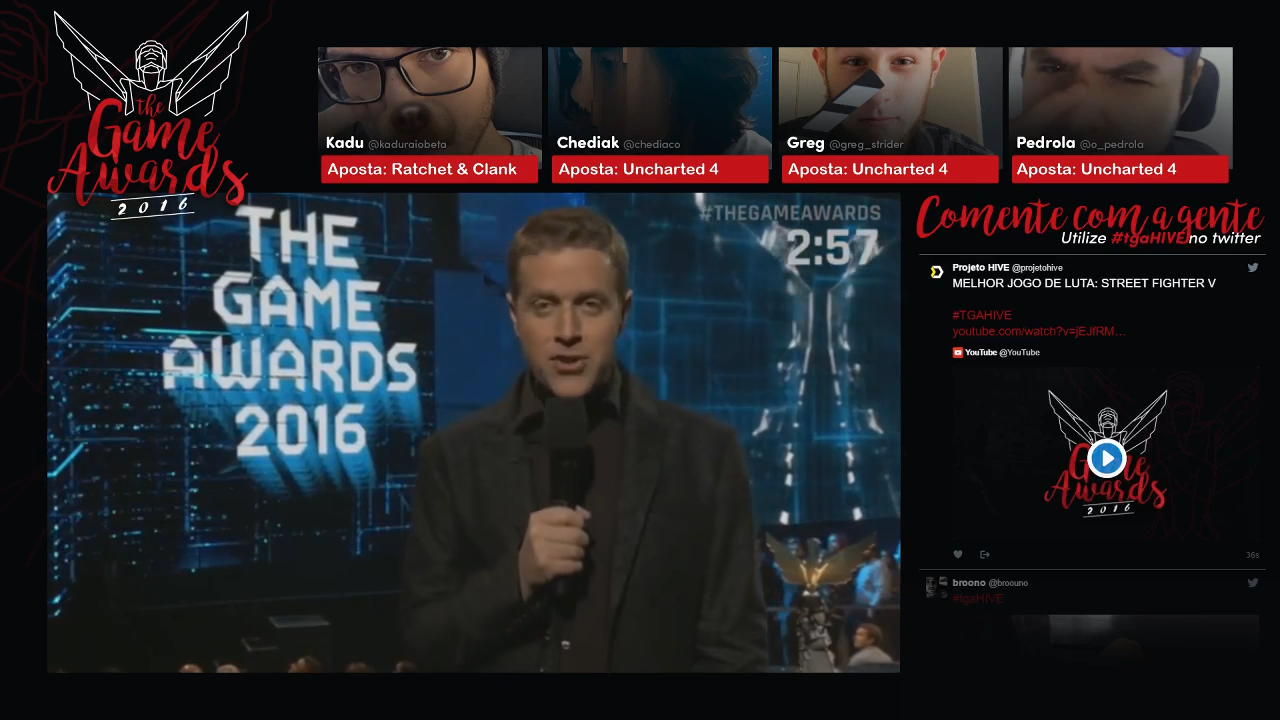 the
Game
Awards
2016
Kadu @kaduraiobeta
Aposta: Ratchet & Clank
Chediak @chediaco
Aposta: Uncharted 4
Greg @greg_strider
Aposta: Uncharted 4
Pedrola @o_pedrola
Aposta: Uncharted 4
THE
GAME
AWARDS
2016
#THEGAMEAWARDS
2:57
Comente com a gente
Utilize #tgaHIVE no twitter
Projeto HIVE @projetohive
MELHOR JOGO DE LUTA: STREET FIGHTER V
#TGAHIVE
youtube.com/watch?v=jEJfRM…
YouTube @YouTube
Game
Awards
2016
36s
broono @broouno
#tgaHIVE